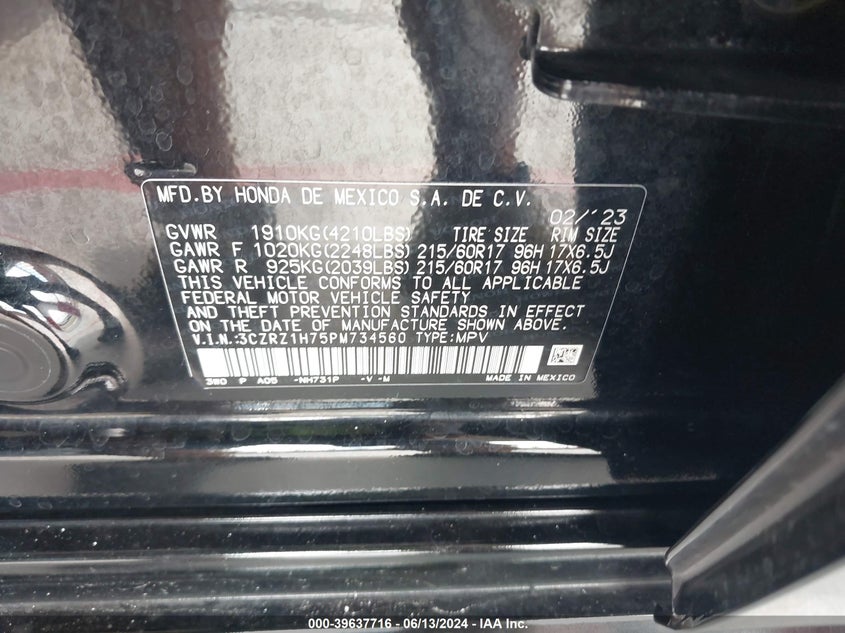 MFD.BY HONDA DE MEXICO S.A. DE C.V.
02/'23
GVWR 1910KG(4210LBS) TIRE SIZE RIM SIZE
GAWR F 1020KG(2248LBS) 215/60R17 96H 17X6.5J
GAWR R 925KG(2039LBS) 215/60R17 96H 17X6.5J
THIS VEHICLE CONFORMS TO ALL APPLICABLE
FEDERAL MOTOR VEHICLE SAFETY
AND THEFT PREVENTION STANDARDS IN EFFECT
ON THE DATE OF MANUFACTURE SHOWN ABOVE.
V.I.N.:3CZRZ1H75PM734560 TYPE:MPV
3W0 P A05 -NH731P -V -M MADE IN MEXICO
000-39637716 - 06/13/2024 - IAA Inc.